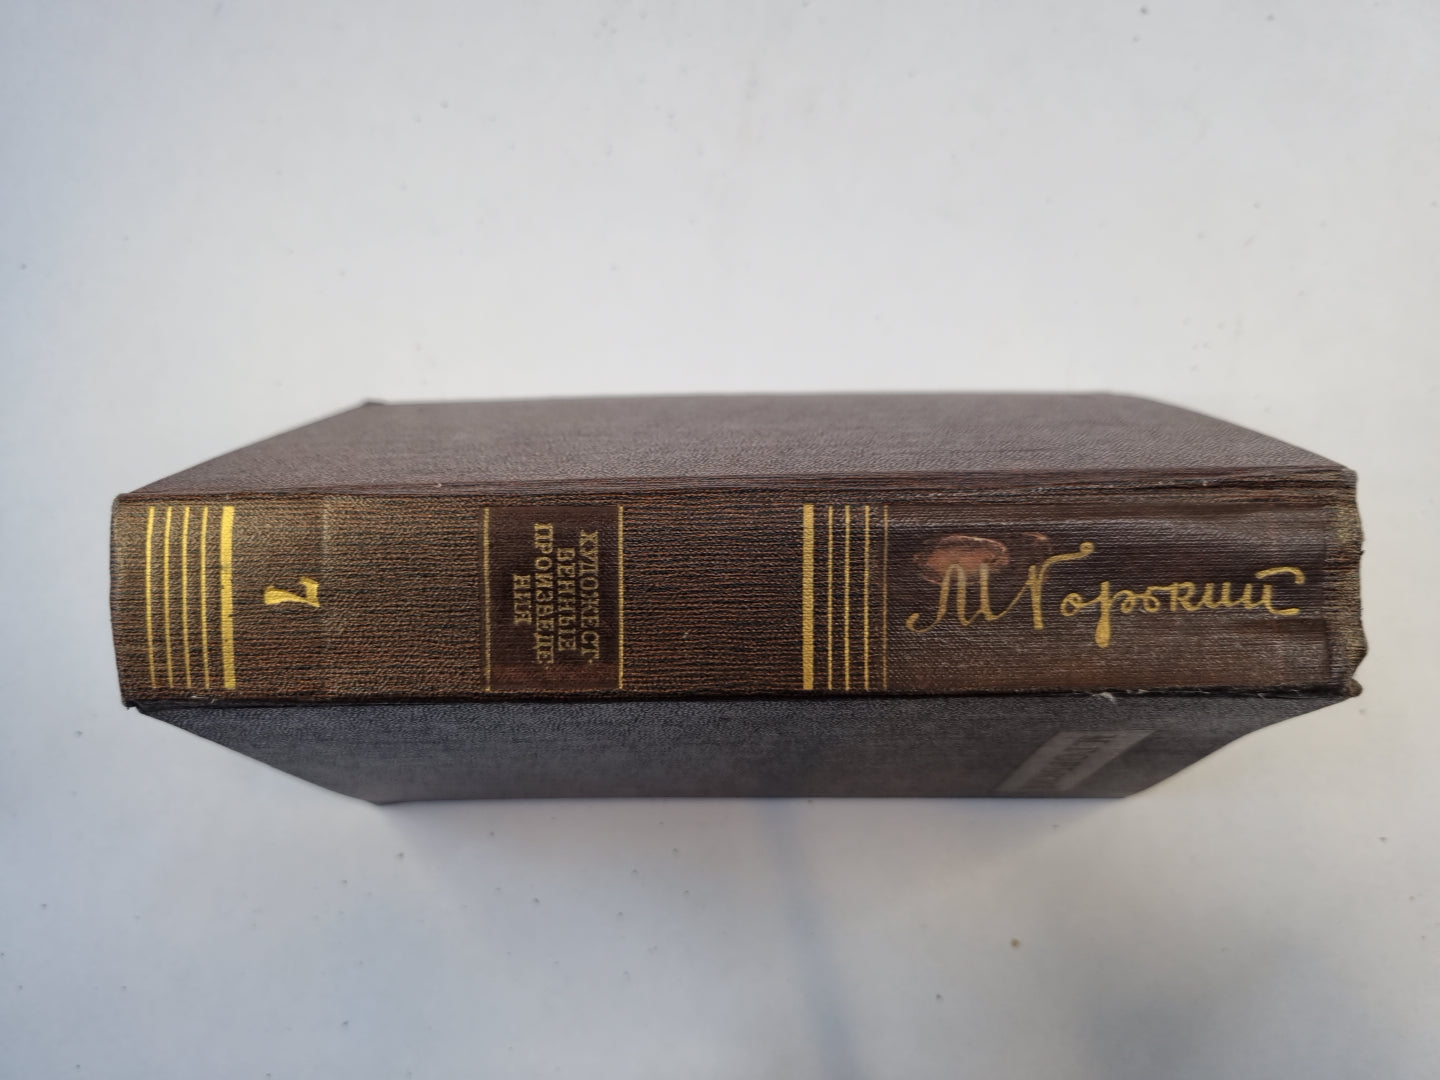 М Горький
ХУДОЖЕСТ-
ВЕННЫЕ
ПРОИЗВЕДЕ-
НИЯ
7